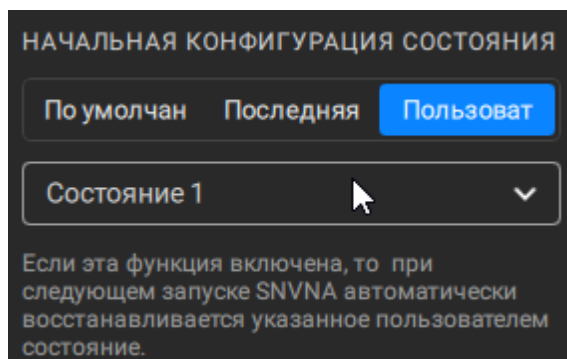 НАЧАЛЬНАЯ КОНФИГУРАЦИЯ СОСТОЯНИЯ
По умолчан Последняя Пользоват
Состояние 1
Если эта функция включена, то при
следующем запуске SNVNA автоматически
восстанавливается указанное пользователем
состояние.